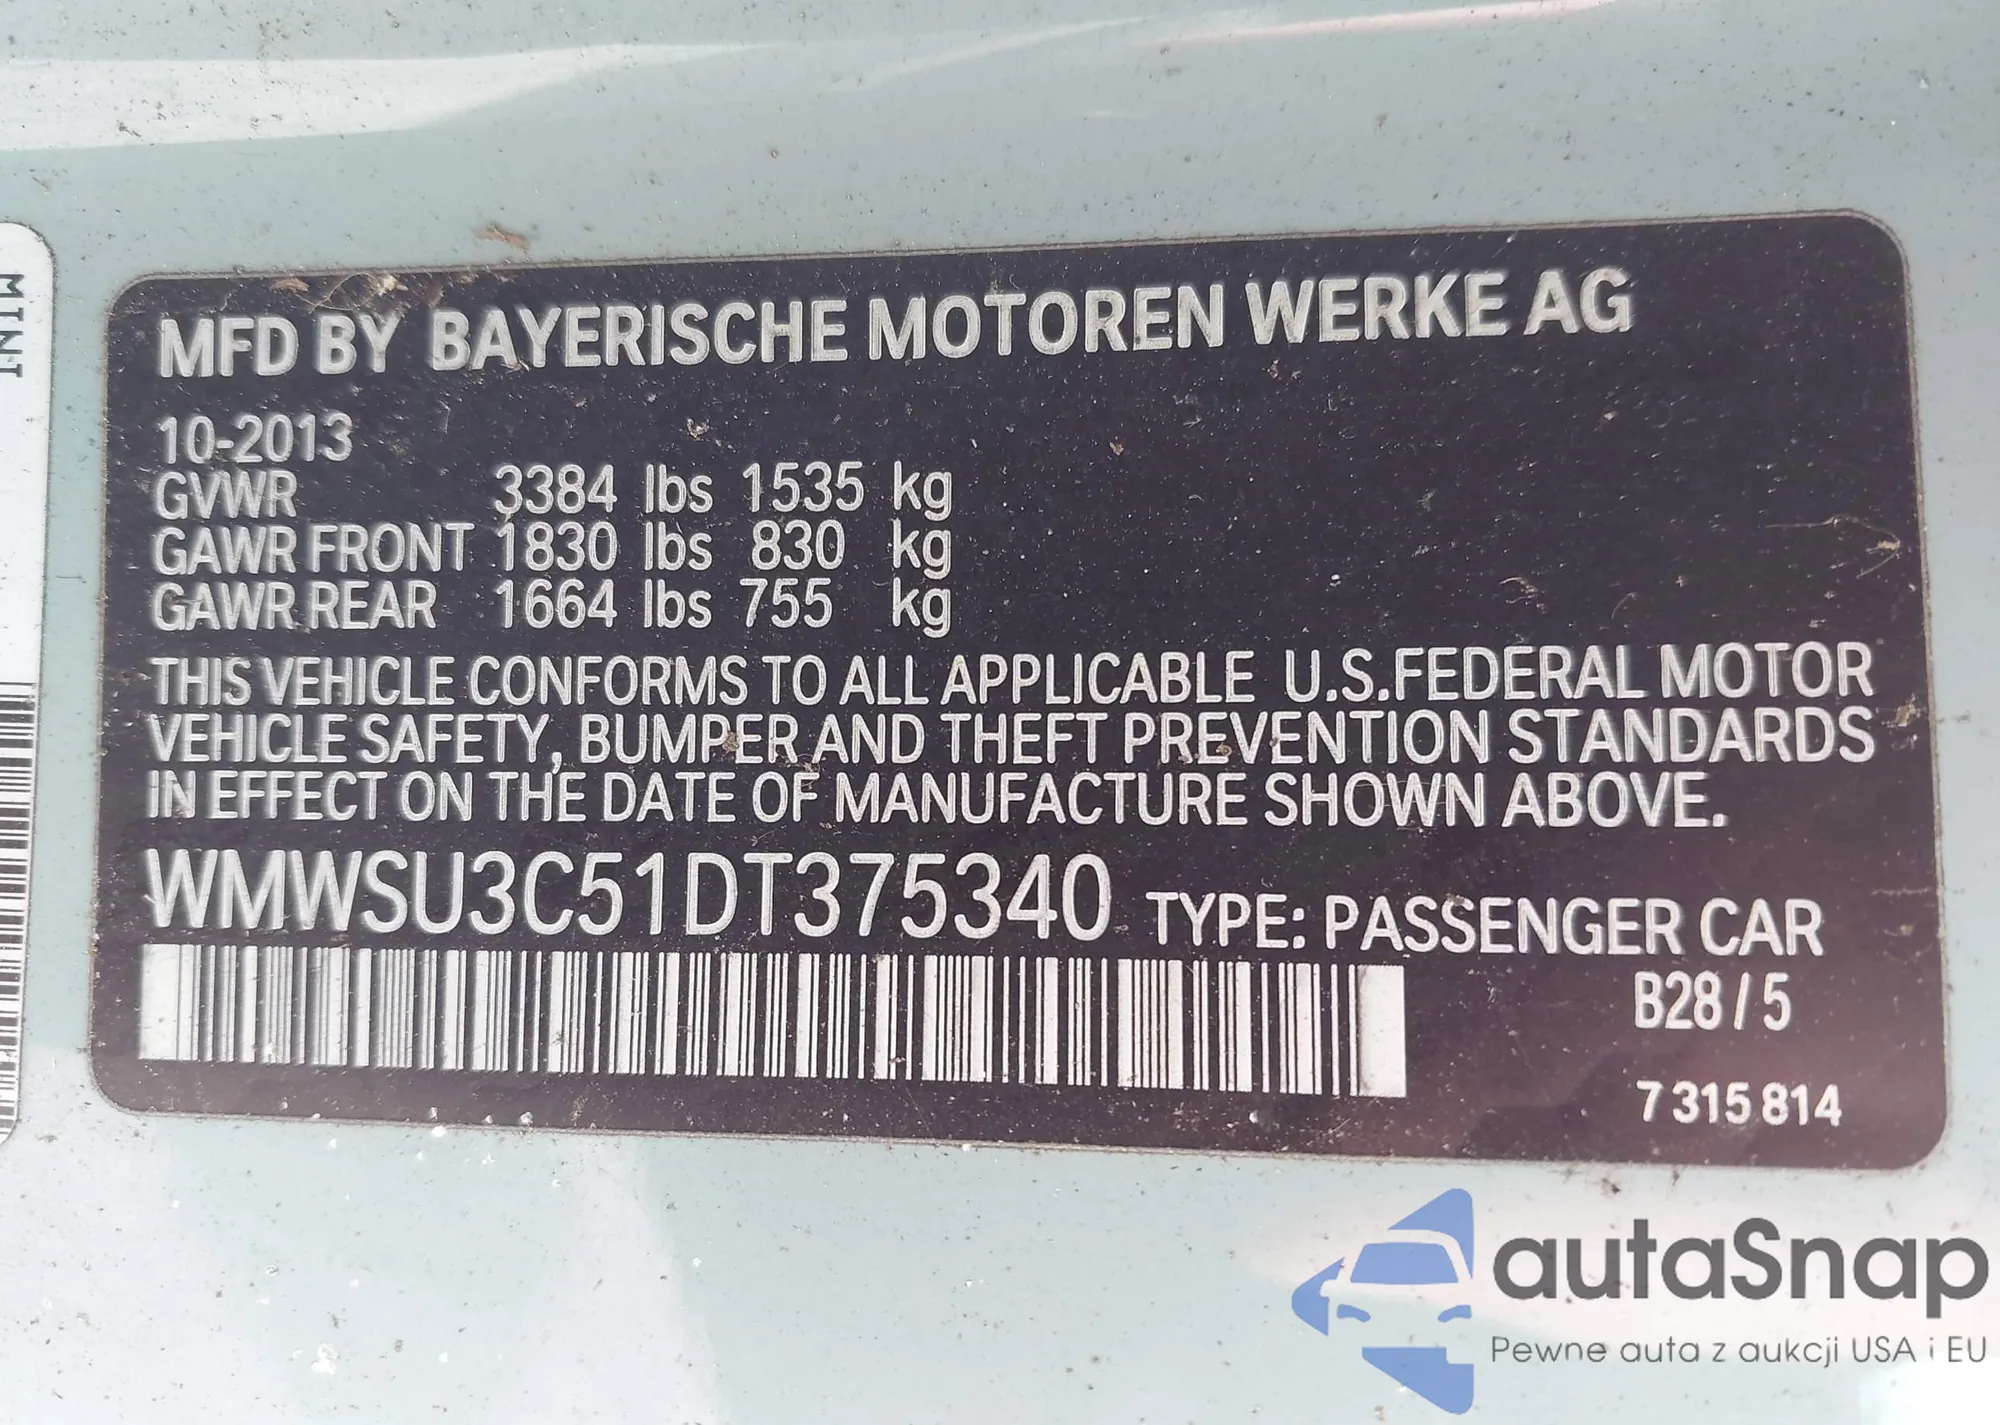 MINI
MFD BY BAYERISCHE MOTOREN WERKE AG
10-2013
GVWR 3384 lbs 1535 kg
GAWR FRONT 1830 lbs 830 kg
GAWR REAR 1664 lbs 755 kg
THIS VEHICLE CONFORMS TO ALL APPLICABLE U.S.FEDERAL MOTOR
VEHICLE SAFETY, BUMPER AND THEFT PREVENTION STANDARDS
IN EFFECT ON THE DATE OF MANUFACTURE SHOWN ABOVE.
WMWSU3C51DT375340 TYPE: PASSENGER CAR
B28/5
7 315 814
autaSnap
Pewne auta z aukcji USA i EU